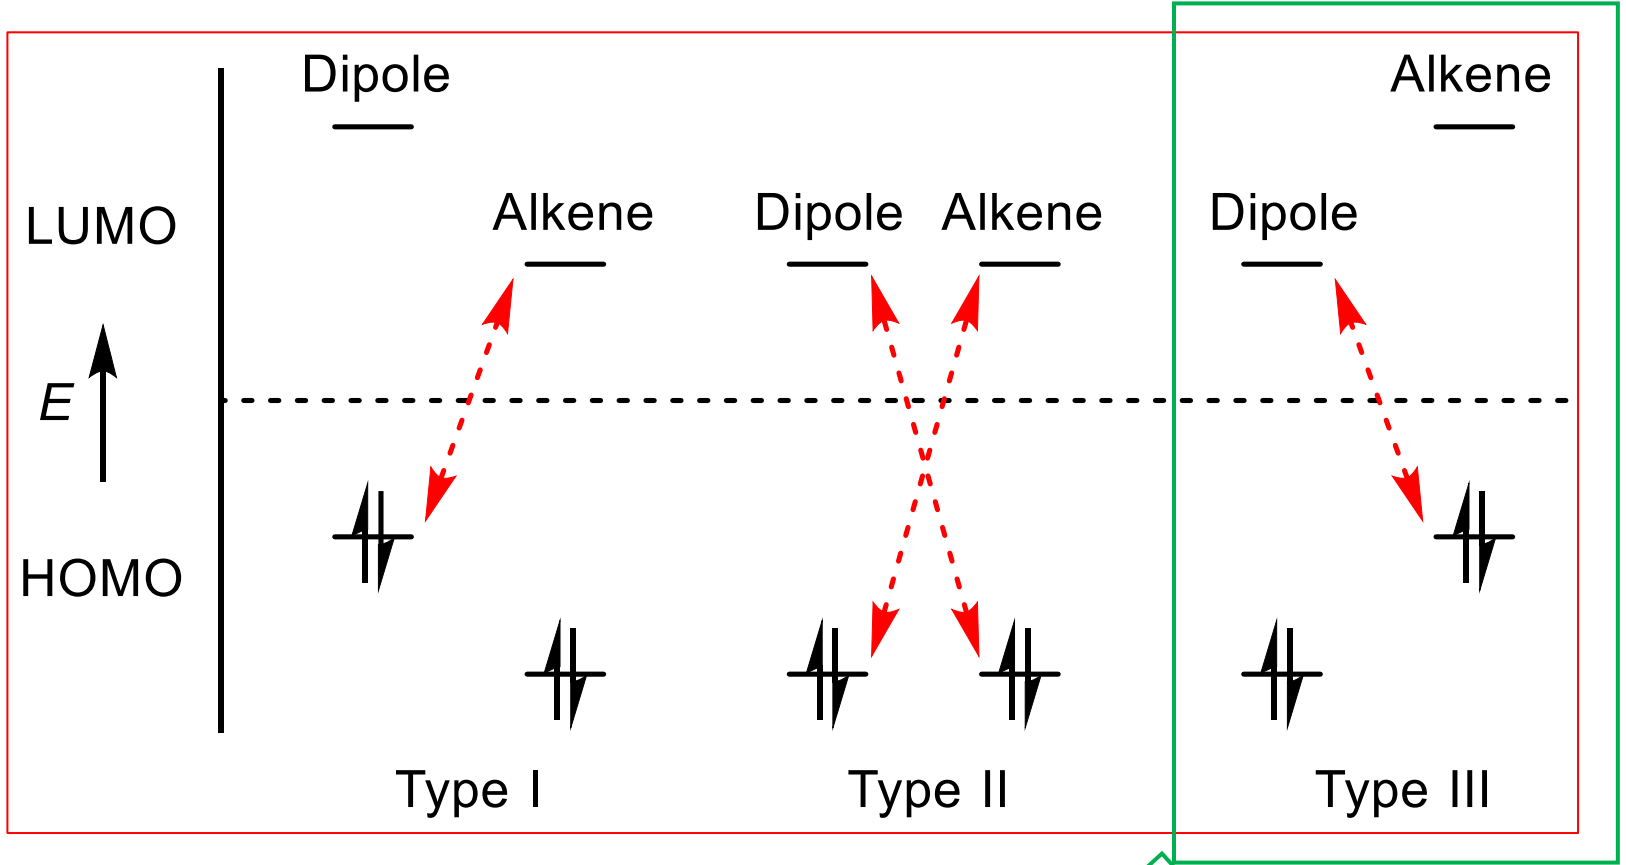 Dipole
Alkene
Alkene
Dipole
Alkene
Dipole
LUMO
E
HOMO
Type I
Type II
Type III